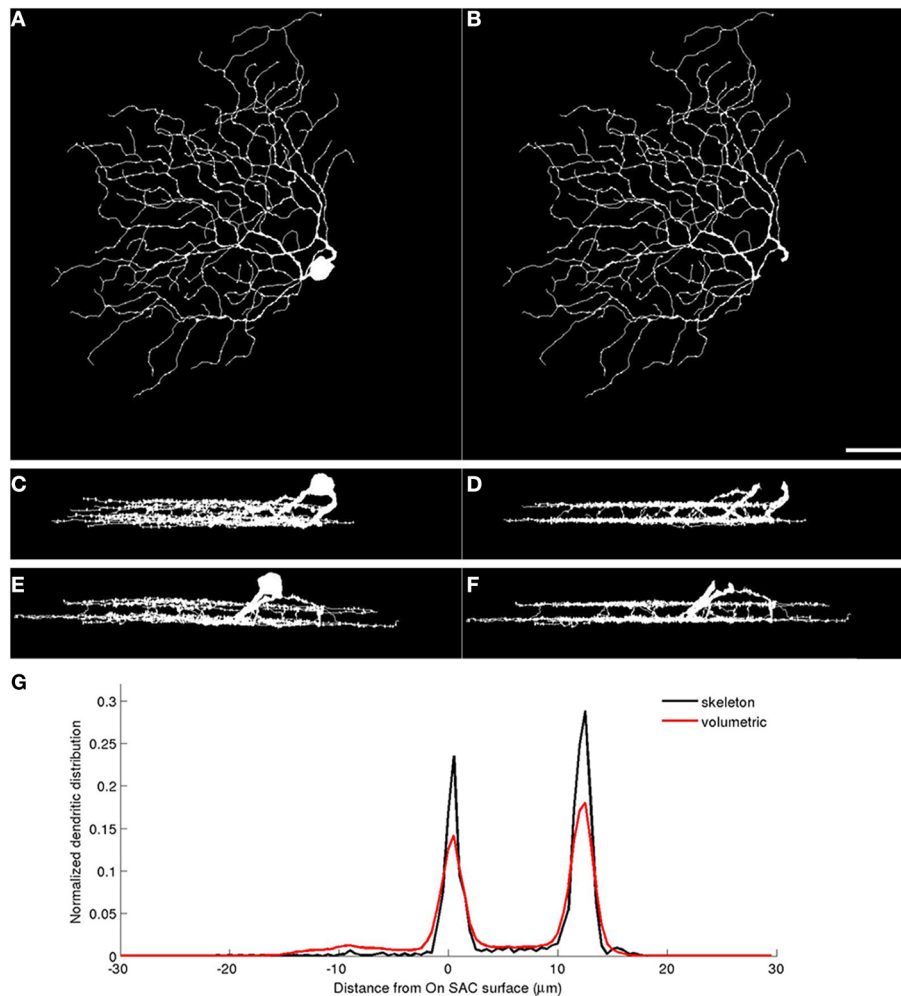 A
B
C
D
E
F
G
skeleton
volumetric
Normalized dendritic distribution
0.3
0.25
0.2
0.15
0.1
0.05
0
-30
-20
-10
0
10
20
30
Distance from On SAC surface (μm)